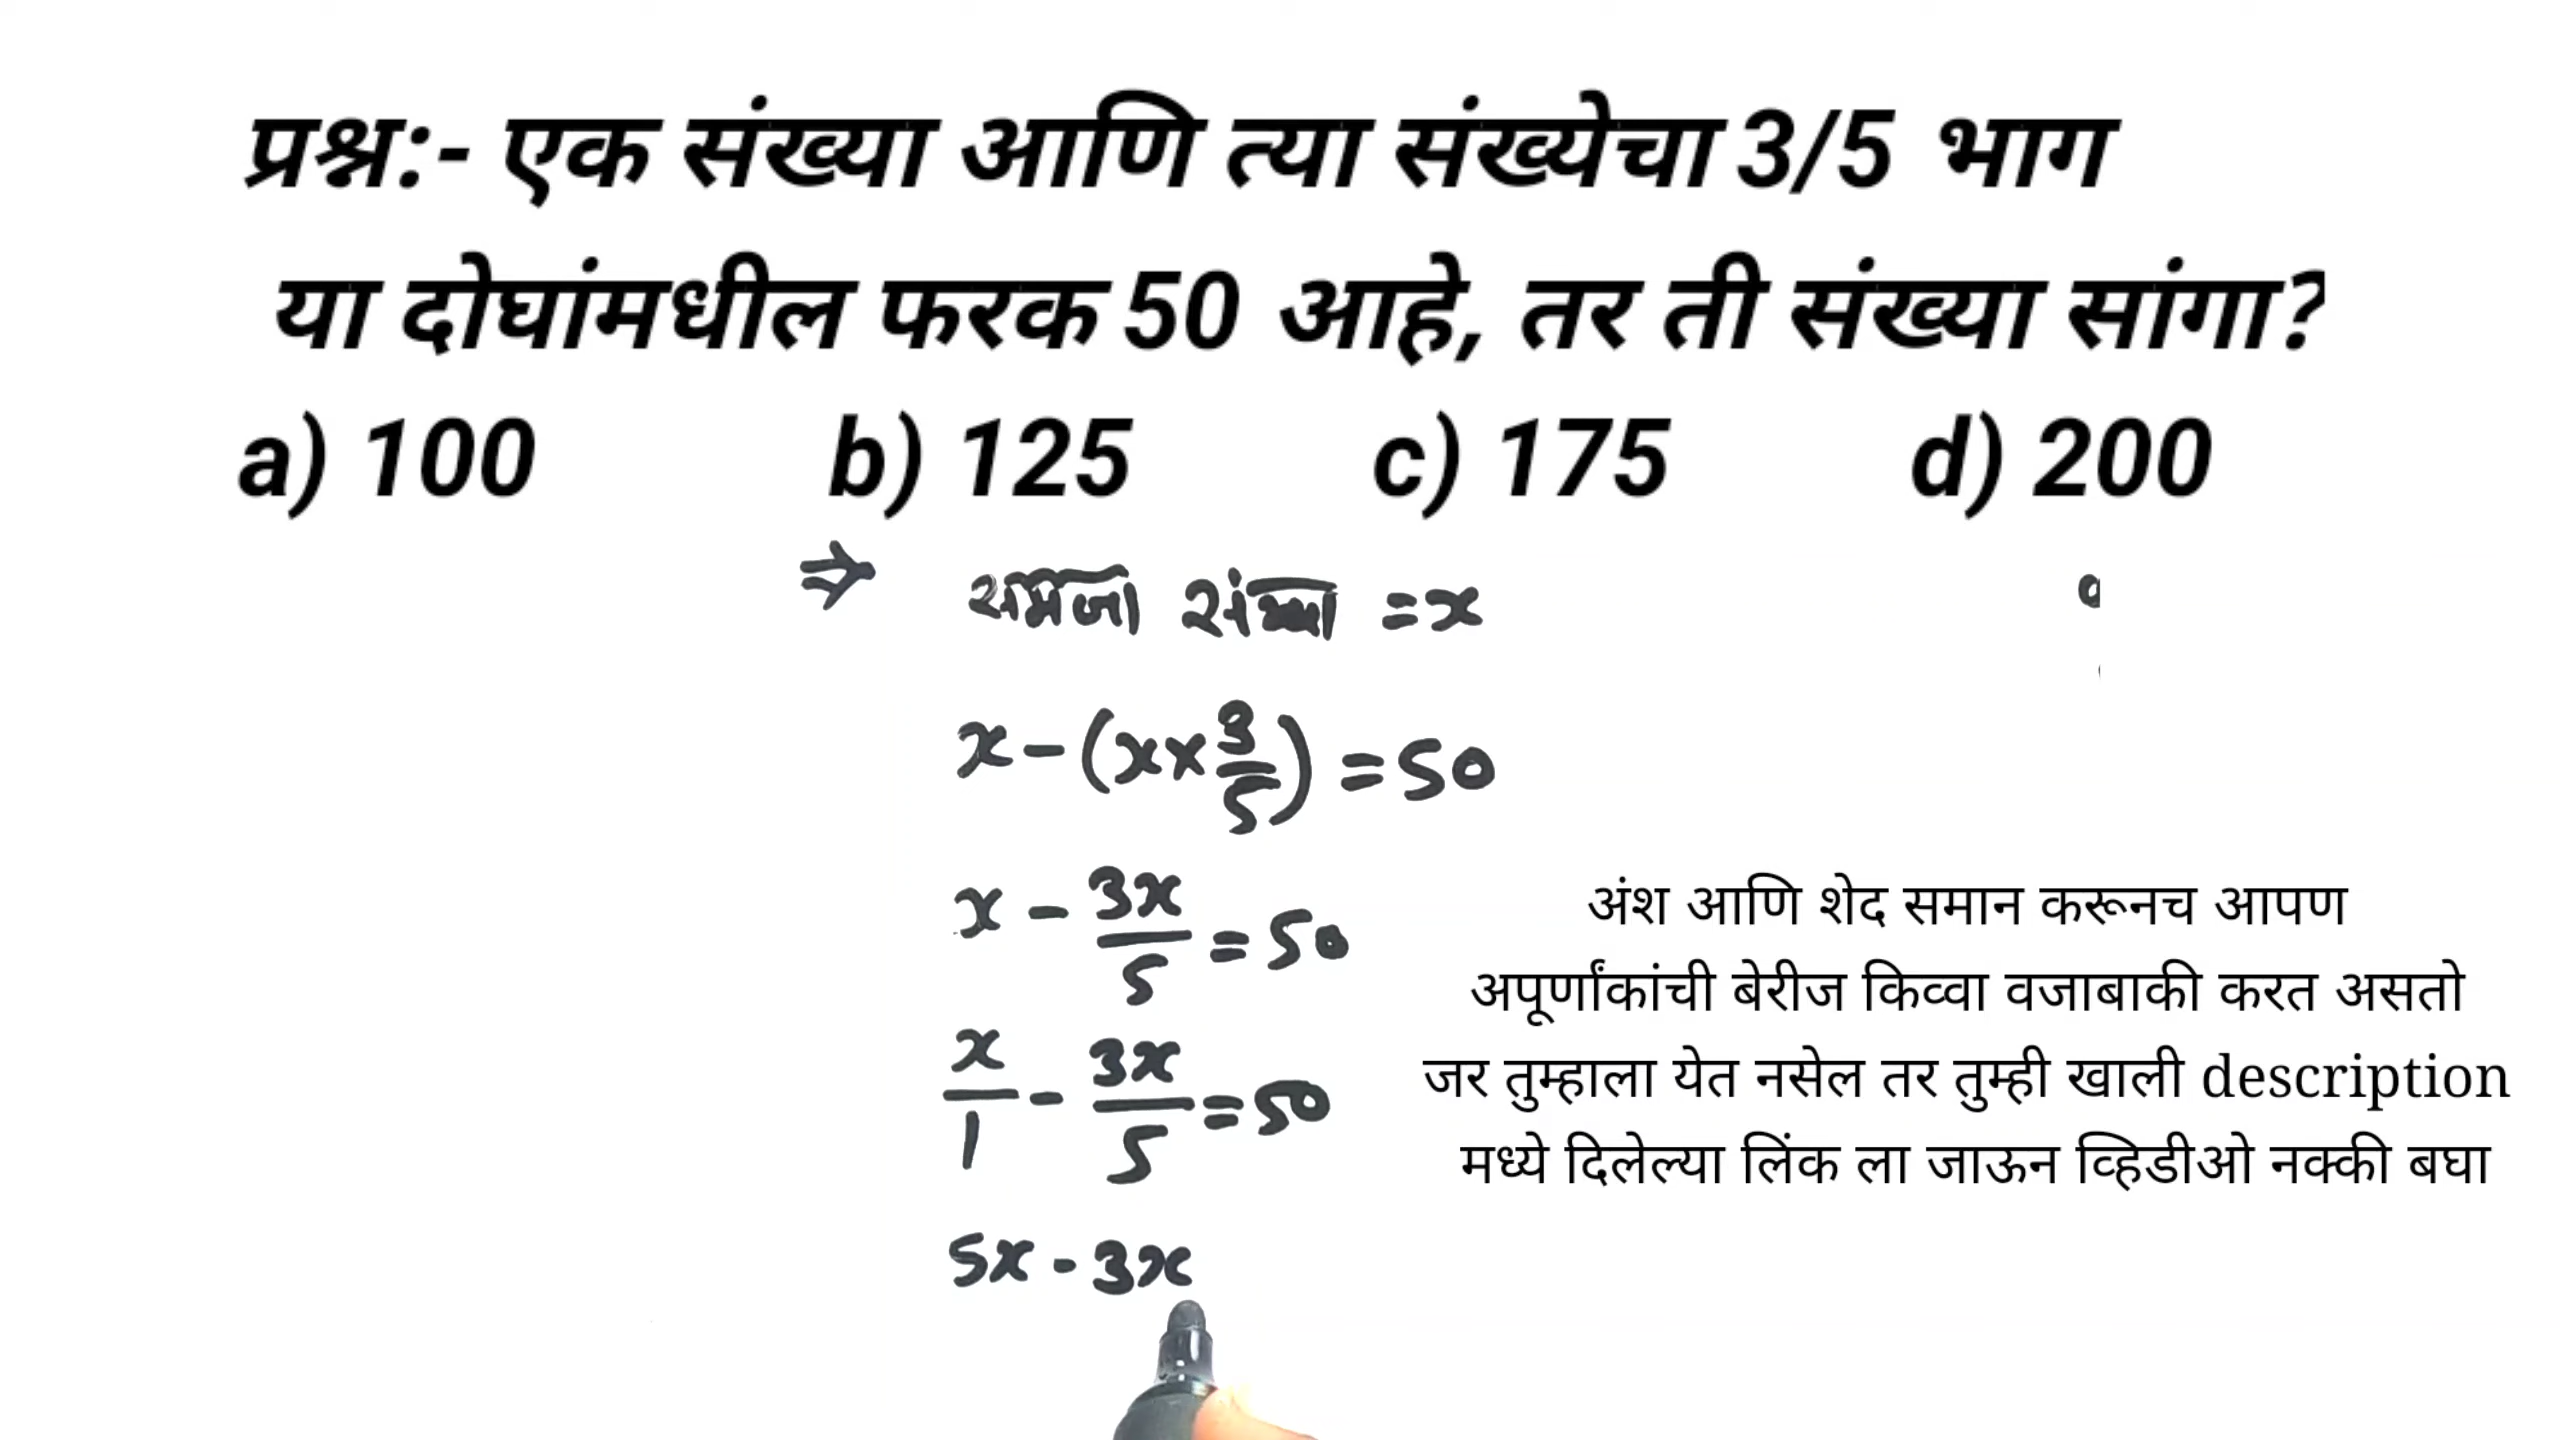 प्रश्न:- एक संख्या आणि त्या संख्येचा 3/5 भाग
या दोघांमधील फरक 50 आहे, तर ती संख्या सांगा?
a) 100 b) 125 c) 175 d) 200
⇒ समजा संख्या = x
x - (x × 3/5) = 50
x - 3x/5 = 50
x/1 - 3x/5 = 50
5x - 3x
अंश आणि शेद समान करूनच आपण
अपूर्णांकांची बेरीज किव्वा वजाबाकी करत असतो
जर तुम्हाला येत नसेल तर तुम्ही खाली description
मध्ये दिलेल्या लिंक ला जाऊन व्हिडीओ नक्की बघा